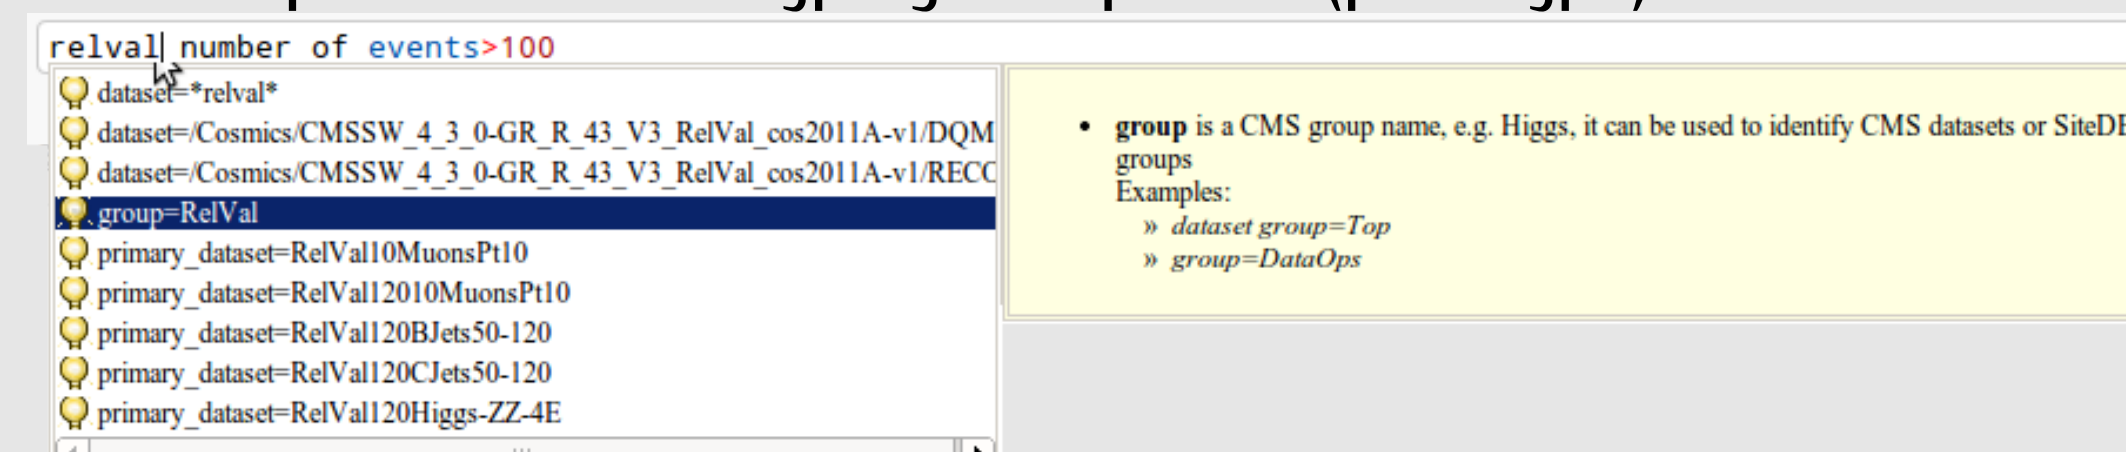 relval number of events>100
dataset=*relval*
dataset=/Cosmics/CMSSW_4_3_0-GR_R_43_V3_RelVal_cos2011A-v1/DQM
dataset=/Cosmics/CMSSW_4_3_0-GR_R_43_V3_RelVal_cos2011A-v1/RECO
group=RelVal
primary_dataset=RelVal10MuonsPt10
primary_dataset=RelVal12010MuonsPt10
primary_dataset=RelVal120BJets50-120
primary_dataset=RelVal120CJets50-120
primary_dataset=RelVal120Higgs-ZZ-4E
• group is a CMS group name, e.g. Higgs, it can be used to identify CMS datasets or SiteDB
groups
Examples:
» dataset group=Top
» group=DataOps